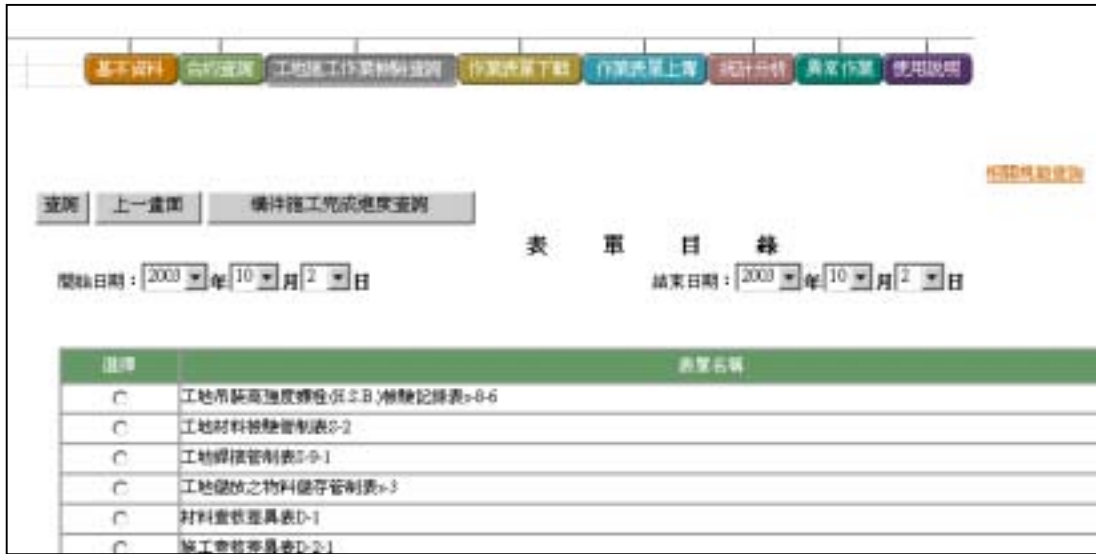 基本資料 合約查詢 工地施工作業檢驗查詢 作業表單下載 作業表單上傳 統計分析 異常作業 使用說明
相關規範查詢
查詢 上一畫面 構件施工完成進度查詢
表 單 目 錄
開始日期：2003 年 10 月 2 日 結束日期：2003 年 10 月 2 日
選擇 表單名稱
工地吊裝高強度螺栓(H.S.B.)檢驗記錄表s-8-6
工地材料檢驗管制表S-2
工地銲接管制表S-9-1
工地儲放之物料儲存管制表s-3
材料查核差異表D-1
施工查核差異表D-2-1